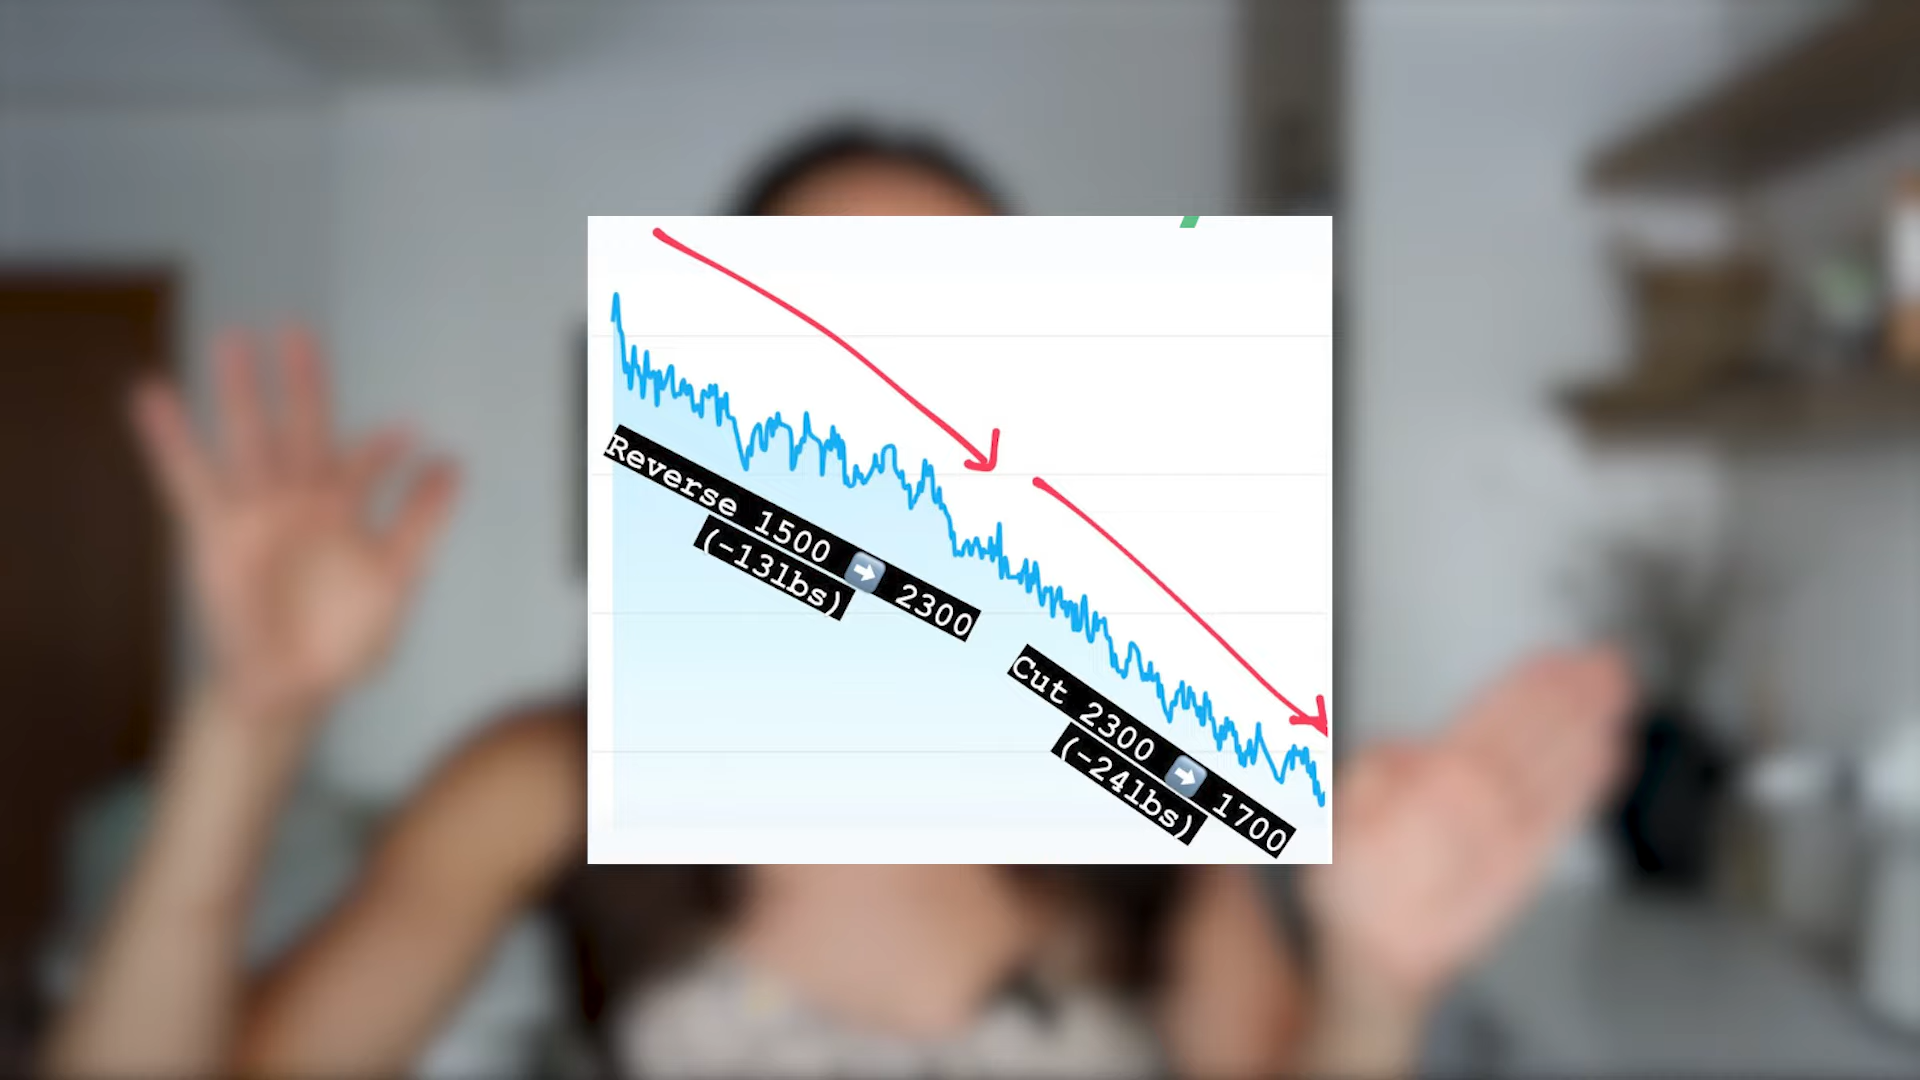 Reverse 1500 ➡ 2300
(-13lbs)
Cut 2300 ➡ 1700
(-24lbs)